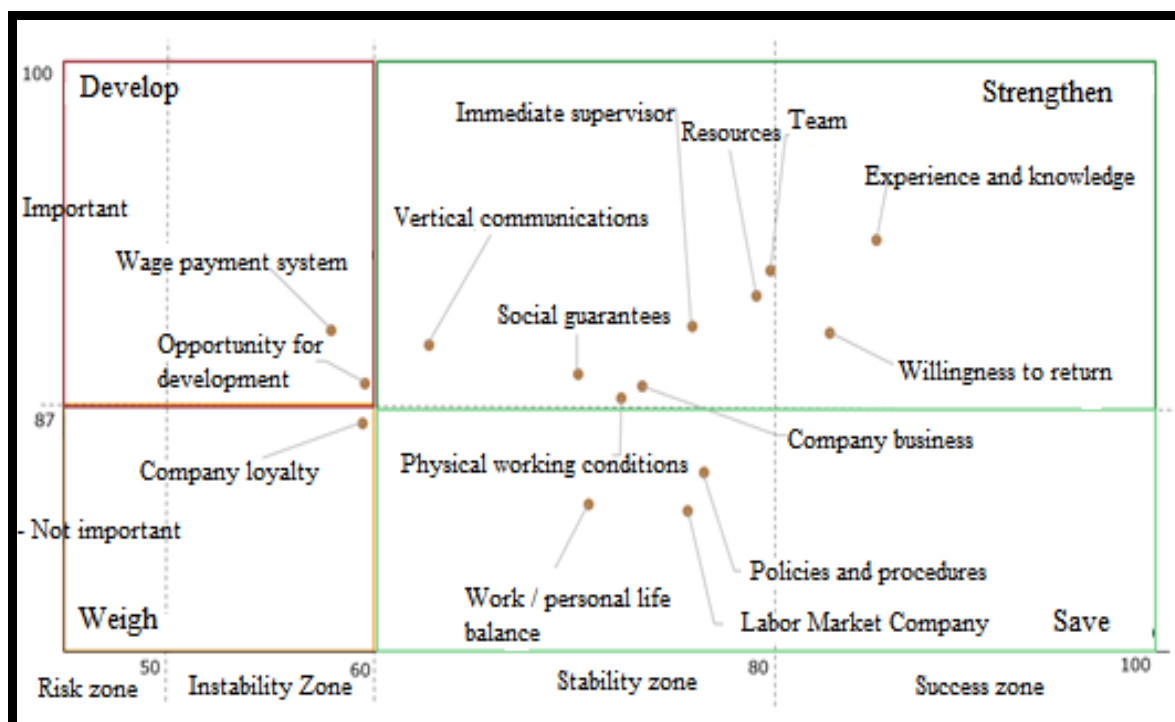 100
Develop
Strengthen
Immediate supervisor
Resources
Team
Experience and knowledge
Important
Vertical communications
Wage payment system
Social guarantees
Opportunity for
development
Willingness to return
87
Company loyalty
Physical working conditions
Company business
- Not important
Work / personal life
balance
Policies and procedures
Labor Market Company
Weigh
Save
50
60
80
100
Risk zone
Instability Zone
Stability zone
Success zone